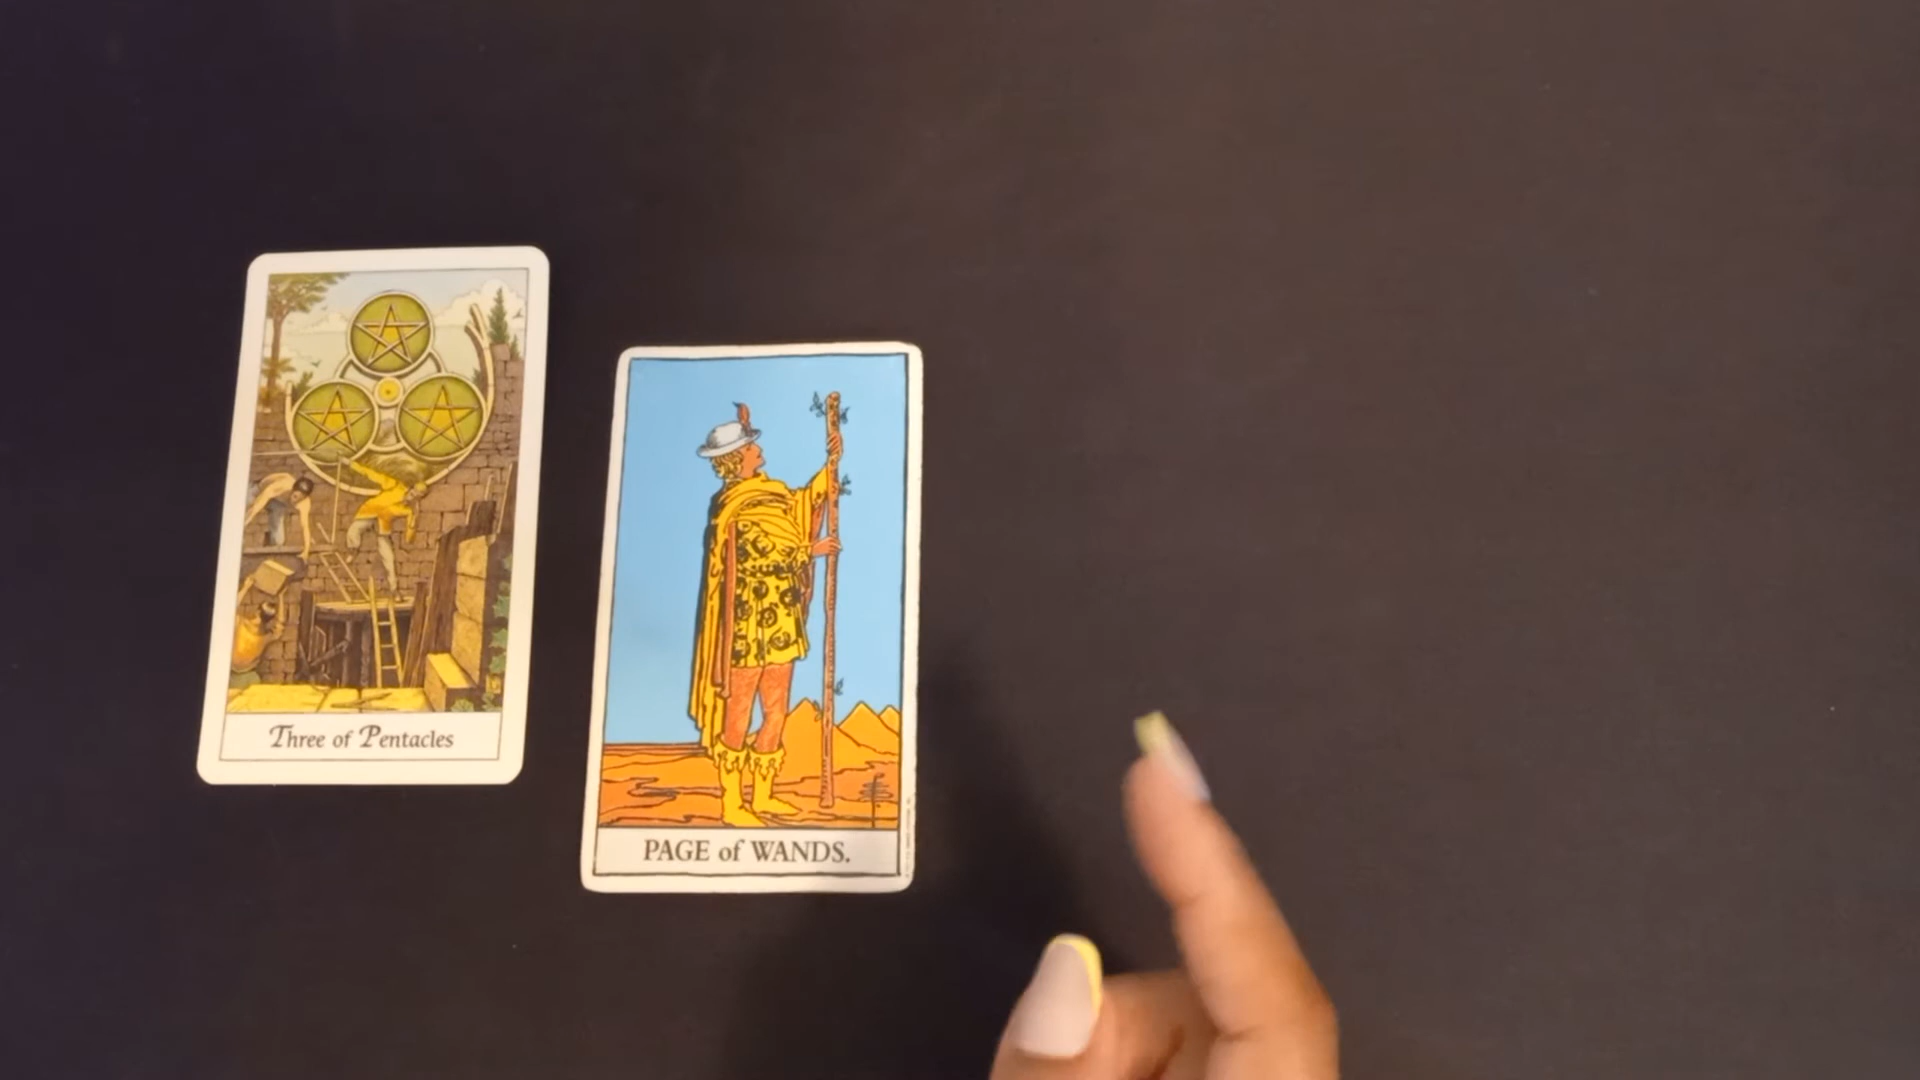 Three of Pentacles
PAGE of WANDS.